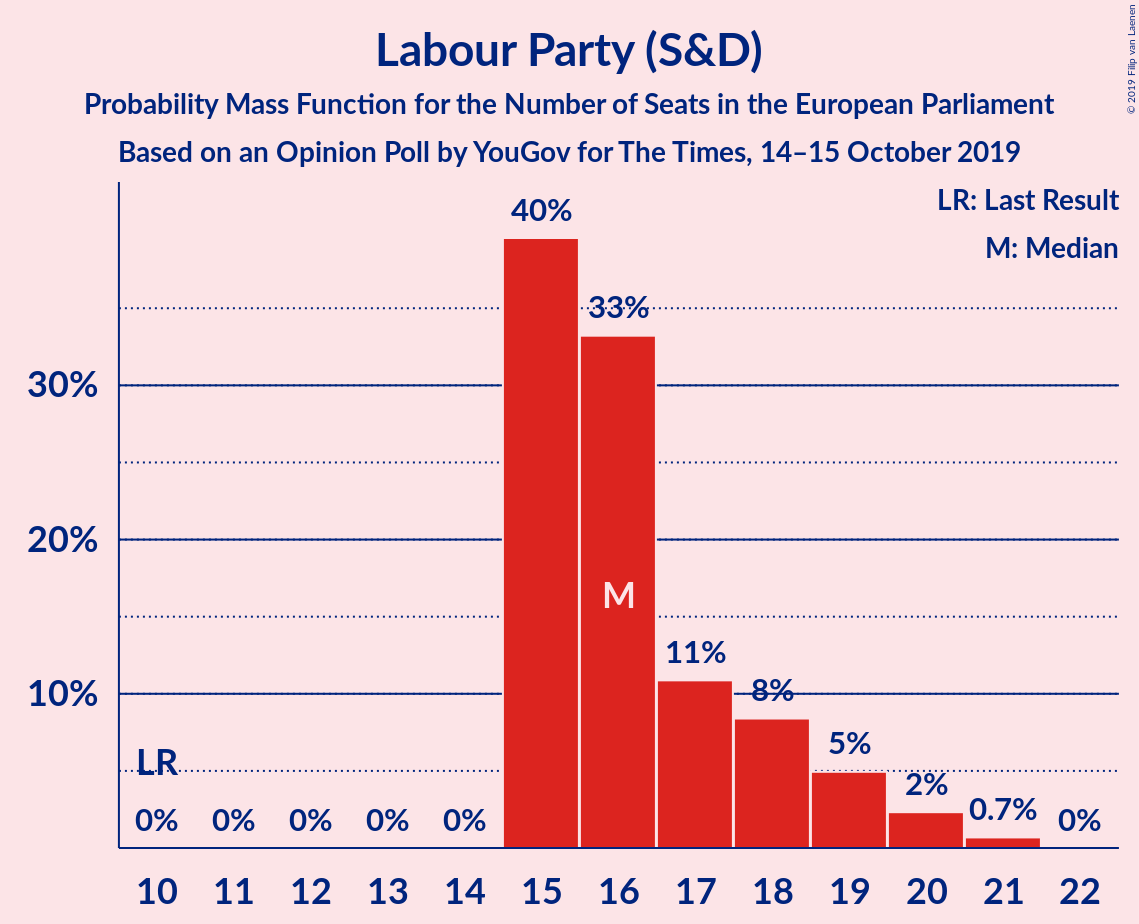 Labour Party (S&D)
Probability Mass Function for the Number of Seats in the European Parliament
Based on an Opinion Poll by YouGov for The Times, 14–15 October 2019
© 2019 Filip van Laenen
LR: Last Result
M: Median
40%
33%
30%
20%
M
11%
10%
8%
5%
LR
2%
0.7%
0% 0% 0% 0% 0% 0%
10 11 12 13 14 15 16 17 18 19 20 21 22